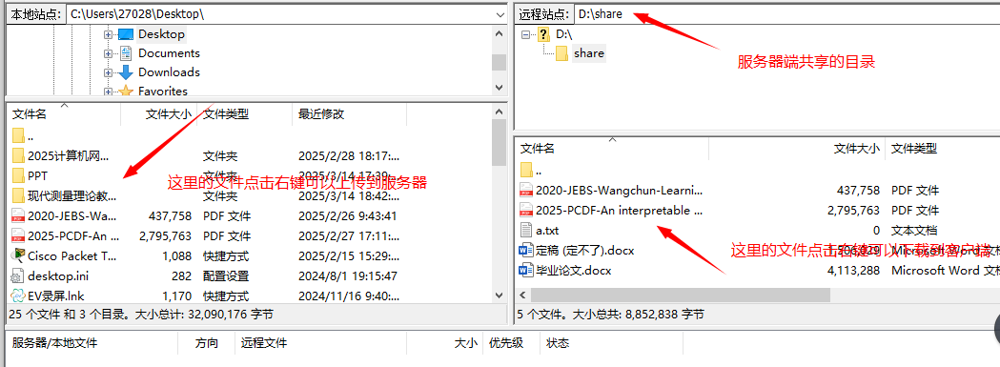 本地站点: C:\Users\27028\Desktop\
Desktop
Documents
Downloads
Favorites
文件名 文件大小 文件类型 最近修改
..
2025计算机网... 文件夹 2025/2/28 18:17:...
PPT 文件夹 2025/3/14 17:39:...
现代测量理论教... 文件夹 2025/3/14 18:42:...
2020-JEBS-Wa... 437,758 PDF 文件 2025/2/26 9:43:41
2025-PCDF-An ... 2,795,763 PDF 文件 2025/2/27 17:11:...
Cisco Packet T... 1,088 快捷方式 2025/2/15 15:29:...
desktop.ini 282 配置设置 2024/8/1 19:15:47
EV录屏.lnk 1,170 快捷方式 2024/11/16 9:40:...
25 个文件 和 3 个目录。大小总计: 32,090,176 字节
这里的文件点击右键可以上传到服务器
远程站点: D:\share
D:\
share
服务器端共享的目录
文件名 文件大小 文件类型
..
2020-JEBS-Wangchun-Learni... 437,758 PDF 文件
2025-PCDF-An interpretable ... 2,795,763 PDF 文件
a.txt 0 文本文档
定稿 (定不了).docx Microsoft Word 文档
毕业论文.docx 4,113,288 Microsoft Word 文档
这里的文件点击右键可以下载到客户端
5 个文件。大小总共: 8,852,838 字节
服务器/本地文件 方向 远程文件 大小 优先级 状态